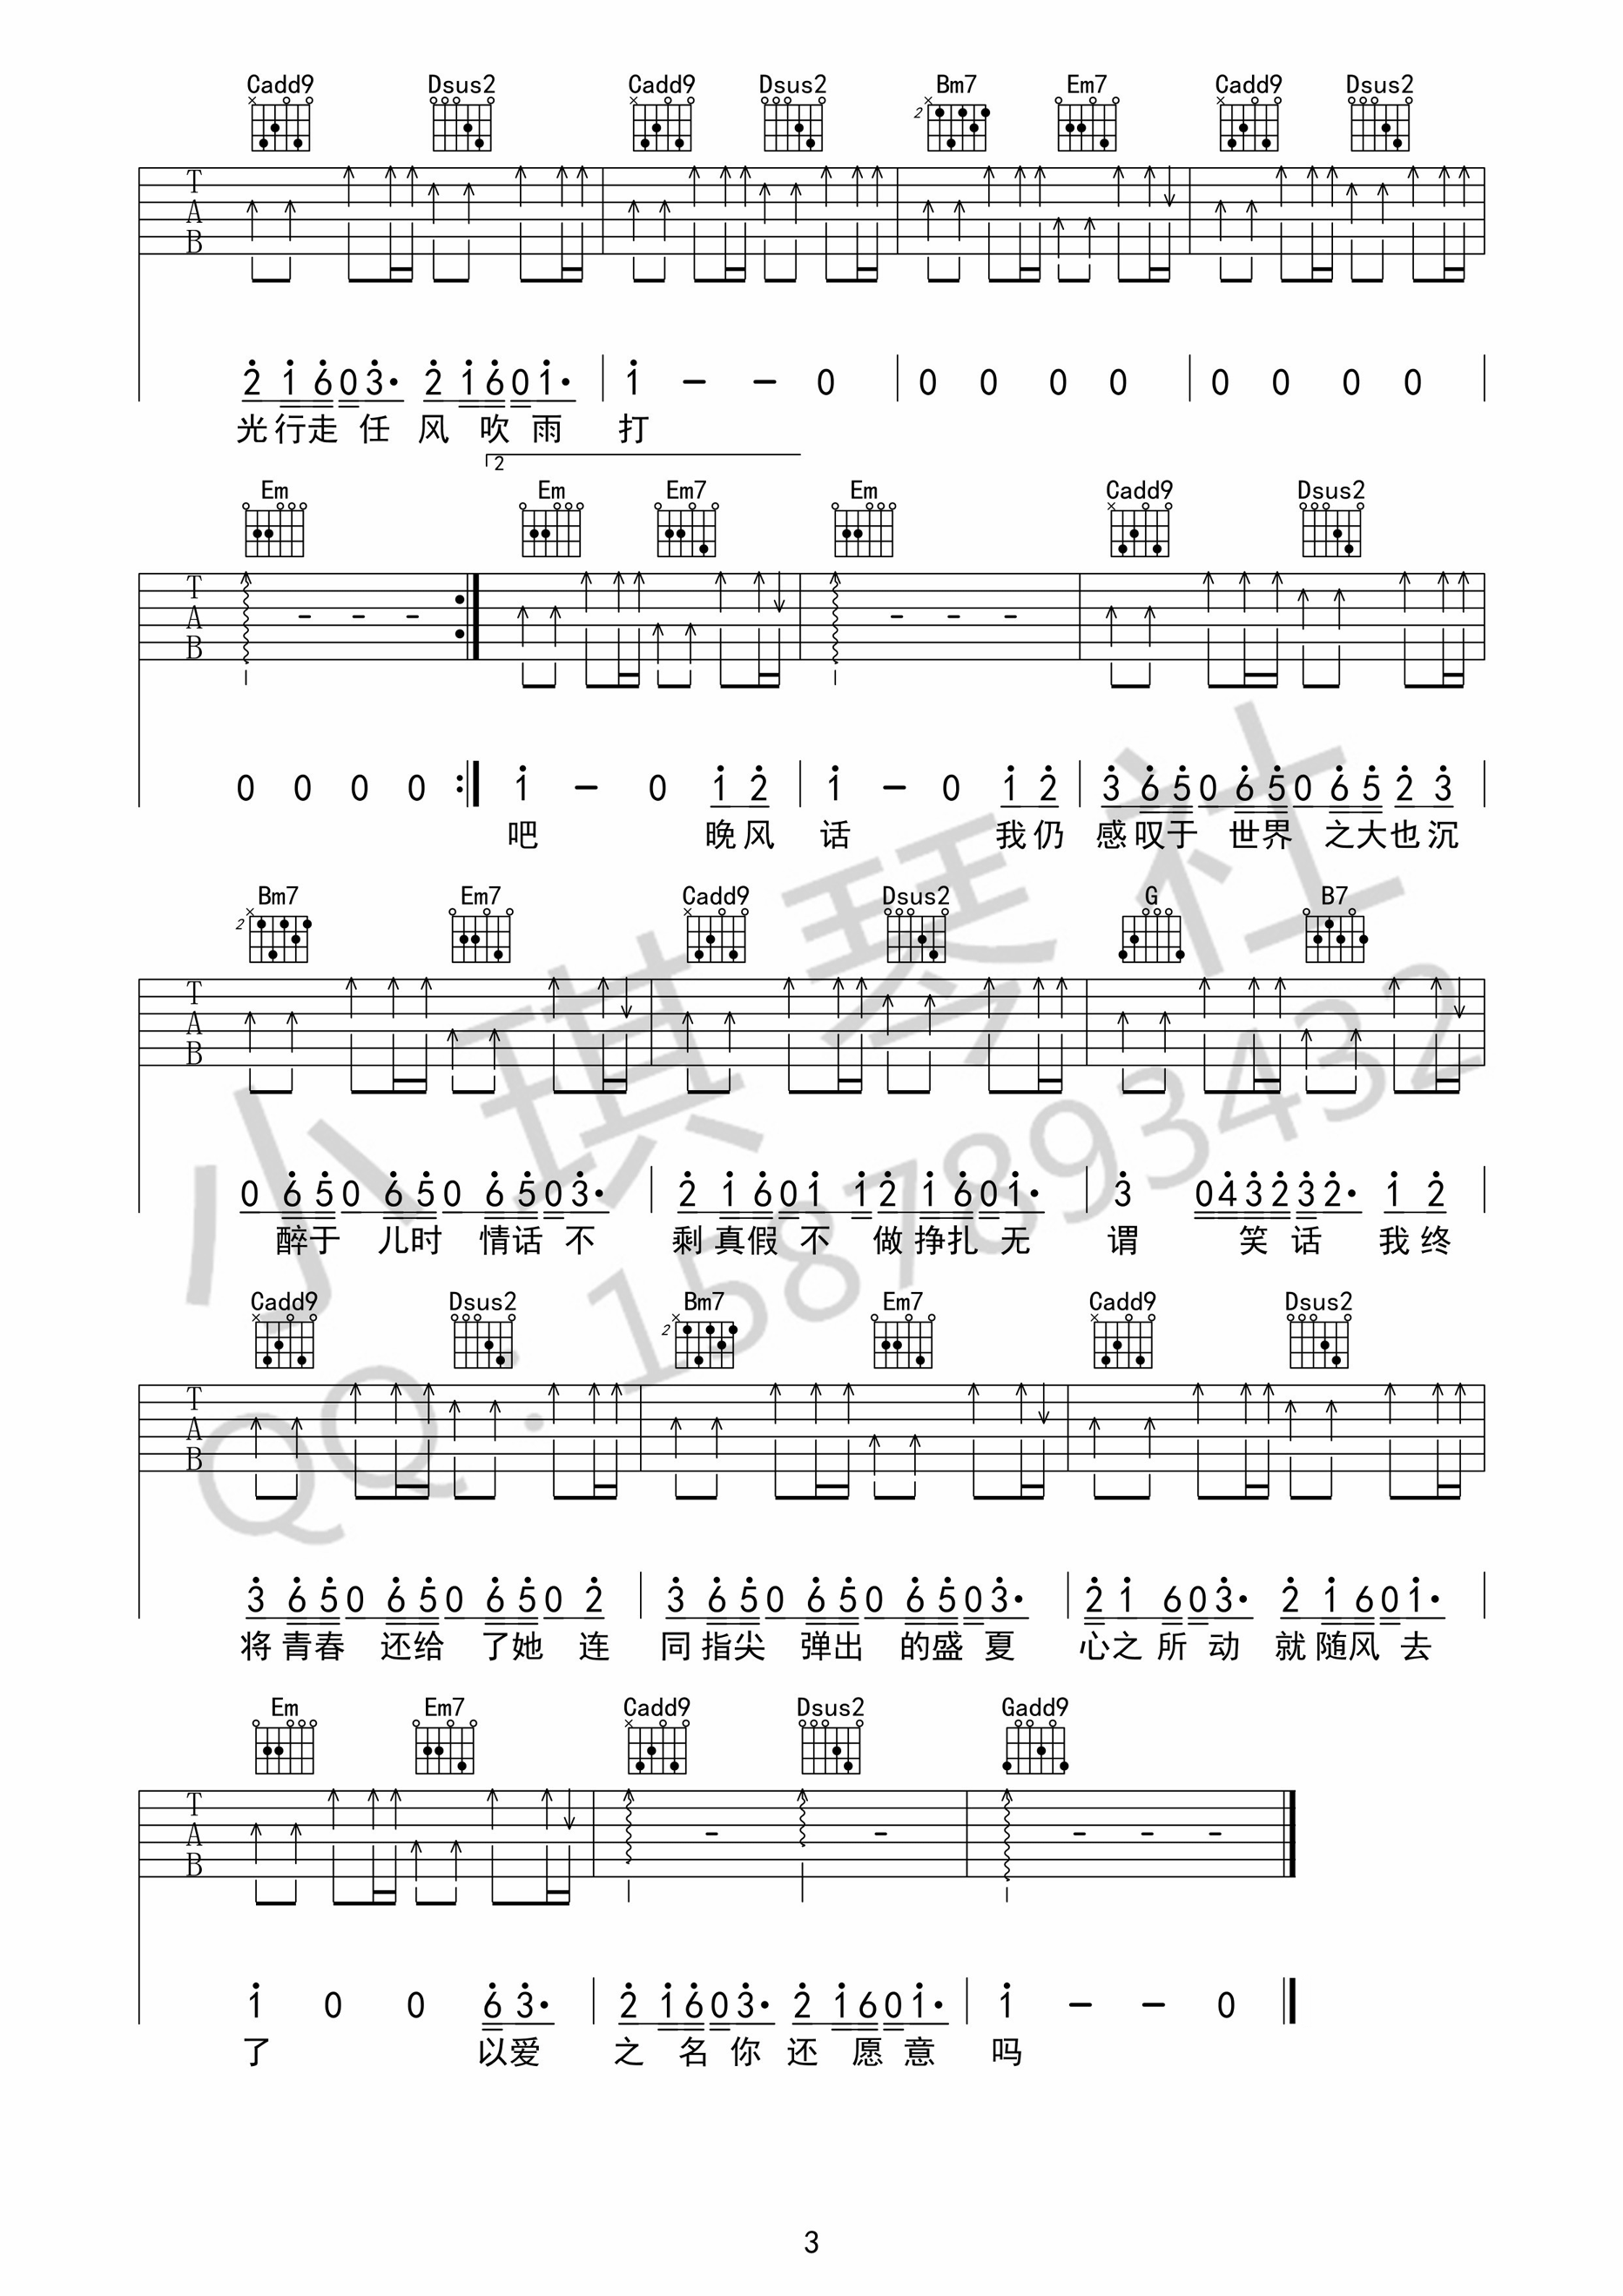 Cadd9 Dsus2 Cadd9 Dsus2 Bm7 Em7 Cadd9 Dsus2
2
T
A
B
2 1 6 0 3· 2 1 6 0 1· | 1 - - 0 | 0 0 0 0 | 0 0 0 0 |
光行走 任 风 吹 雨 打
2
Em Em Em7 Em Cadd9 Dsus2
T
A
B
0 0 0 0 :| 1 - 0 1 2 | 1 - 0 1 2 | 3 6 5 0 6 5 0 6 5 2 3 |
吧 晚风 话 我仍 感叹于 世界 之大也沉
Bm7 Em7 Cadd9 Dsus2 G B7
2
T
A
B
0 6 5 0 6 5 0 6 5 0 3· | 2 1 6 0 1 1 2 1 6 0 1· | 3 0 4 3 2 3 2· 1 2 |
醉于 儿时 情话 不 剩真假 不 做挣扎 无 谓 笑 话 我终
Cadd9 Dsus2 Bm7 Em7 Cadd9 Dsus2
2
T
A
B
3 6 5 0 6 5 0 6 5 0 2 | 3 6 5 0 6 5 0 6 5 0 3· | 2 1 6 0 3· 2 1 6 0 1· |
将青春 还给 了她 连 同指尖 弹出 的盛 夏 心之 所 动 就随风 去
Em Em7 Cadd9 Dsus2 Gadd9
T
A
B
1 0 0 6 3· | 2 1 6 0 3· 2 1 6 0 1· | 1 - - 0
了 以爱 之 名 你 还 愿 意 吗
小琪琴社
QQ：1587893432
3